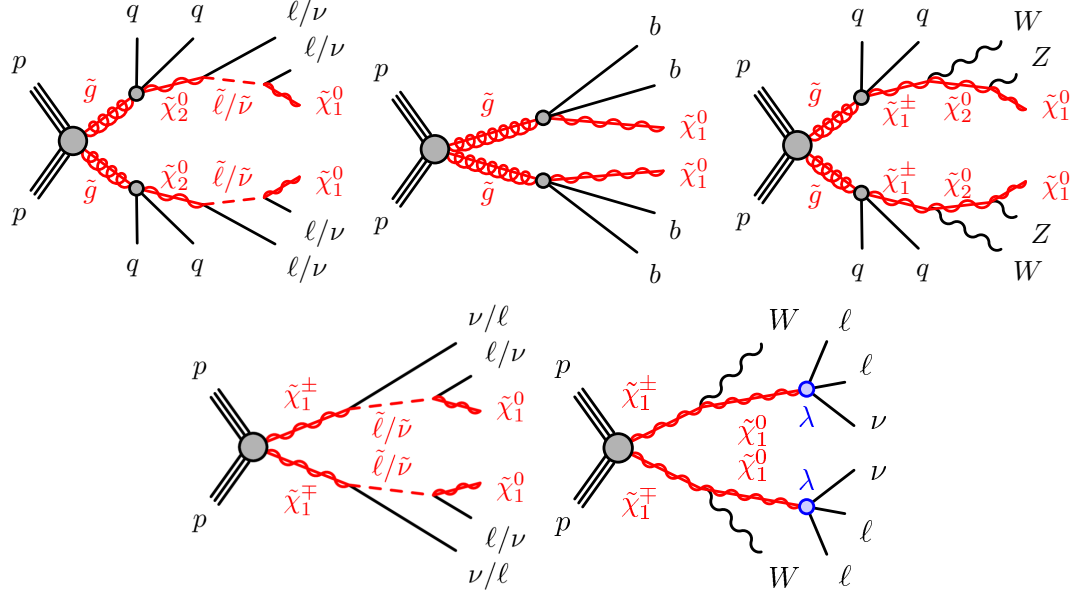 q q ℓ/ν
ℓ/ν
p g̃ χ̃₂⁰ ℓ̃/ν̃ χ̃₁⁰
p g̃ χ̃₂⁰ ℓ̃/ν̃ χ̃₁⁰
ℓ/ν
q q ℓ/ν
b
b
p g̃ χ̃₁⁰
p g̃ χ̃₁⁰
b
b
q q W
Z
p g̃ χ̃₁± χ̃₂⁰ χ̃₁⁰
p g̃ χ̃₁± χ̃₂⁰ χ̃₁⁰
Z
q q W
ν/ℓ
ℓ/ν
p χ̃₁± ℓ̃/ν̃ χ̃₁⁰
p χ̃₁∓ ℓ̃/ν̃ χ̃₁⁰
ℓ/ν
ν/ℓ
W ℓ
ℓ
p χ̃₁± χ̃₁⁰ λ ν
p χ̃₁∓ χ̃₁⁰ λ ν
ℓ
W ℓ